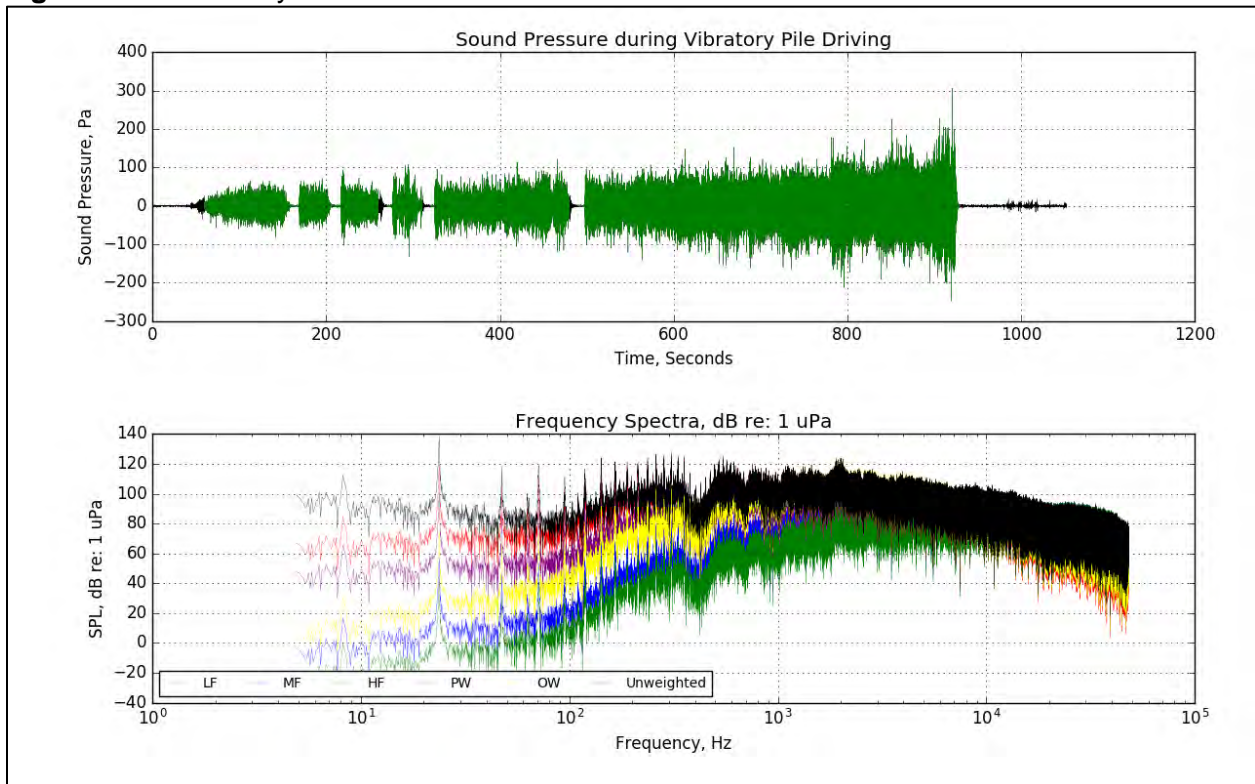 Sound Pressure during Vibratory Pile Driving
400
300
200
100
0
−100
−200
−300
Sound Pressure, Pa
0 200 400 600 800 1000 1200
Time, Seconds
Frequency Spectra, dB re: 1 uPa
140
120
100
80
60
40
20
0
−20
−40
SPL, dB re: 1 uPa
LF MF HF PW OW Unweighted
10⁰ 10¹ 10² 10³ 10⁴ 10⁵
Frequency, Hz